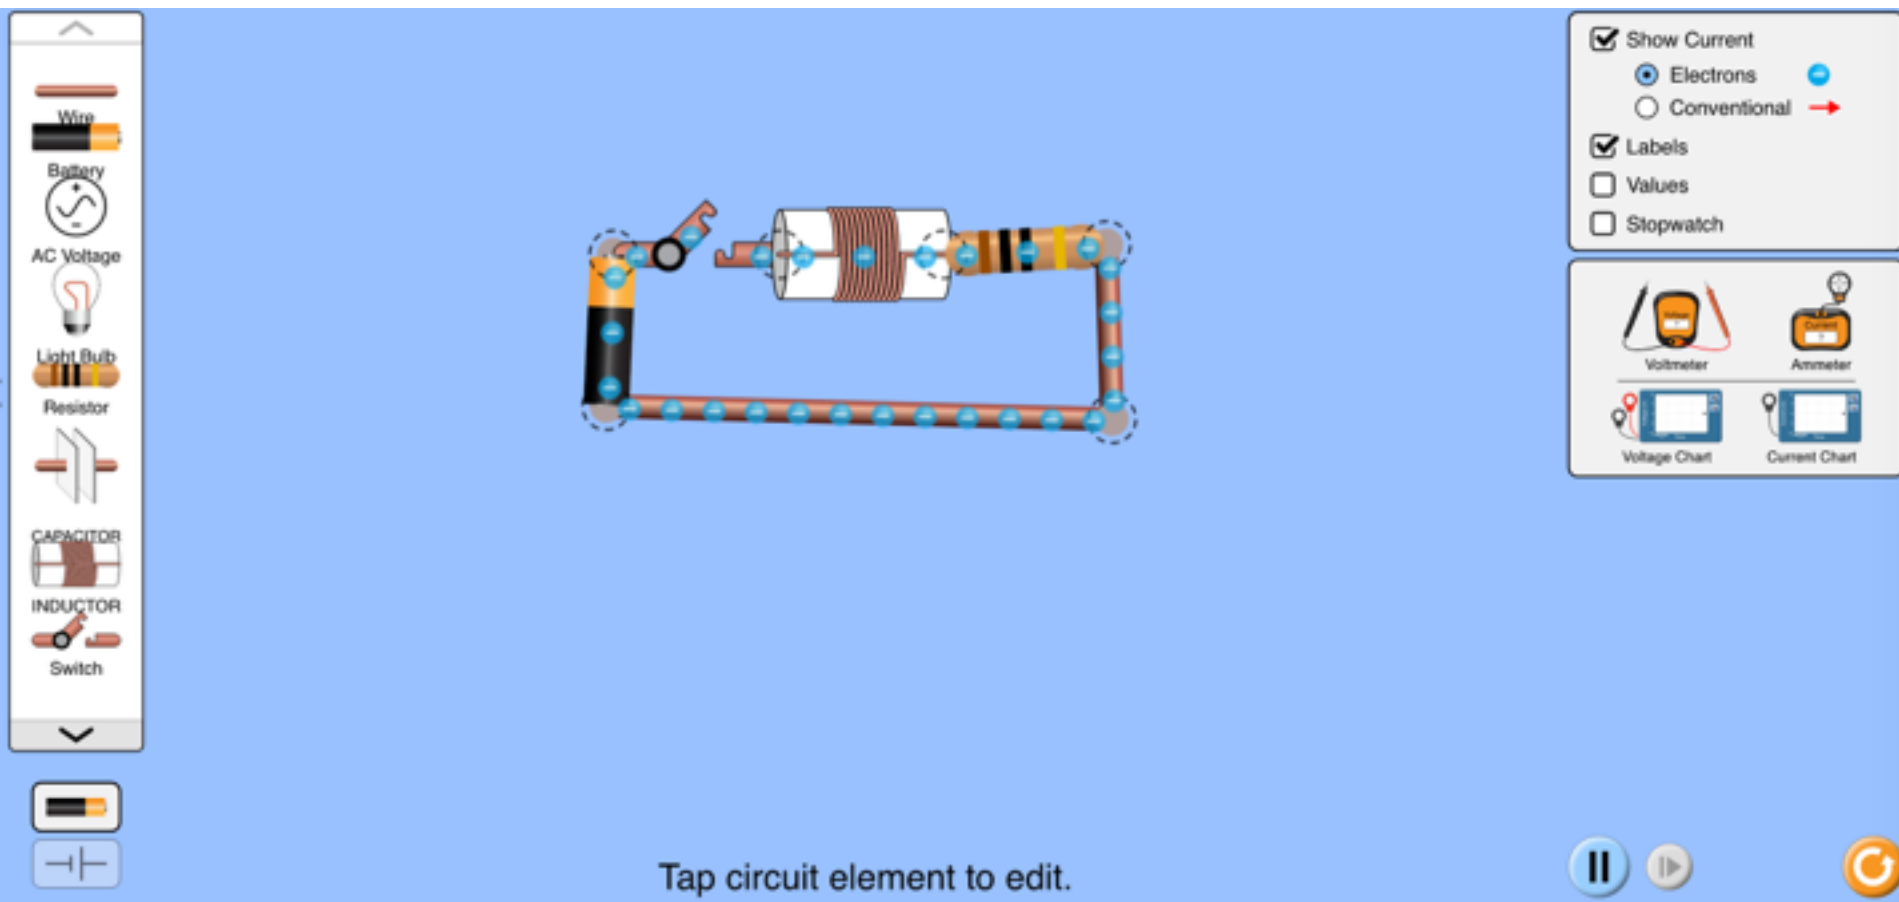 Wire
Battery
AC Voltage
Light Bulb
Resistor
CAPACITOR
INDUCTOR
Switch
Tap circuit element to edit.
Show Current
Electrons
Conventional
Labels
Values
Stopwatch
Voltmeter
Current
Ammeter
Voltage Chart
Current Chart